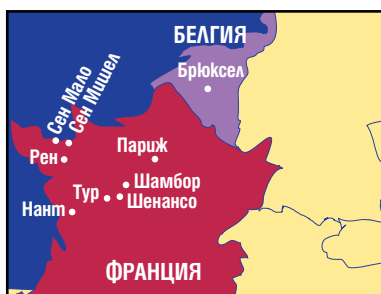 БЕЛГИЯ
Брюксел
Сен Мало
Сен Мишел
Рен
Париж
Шамбор
Тур
Шенансо
Нант
ФРАНЦИЯ